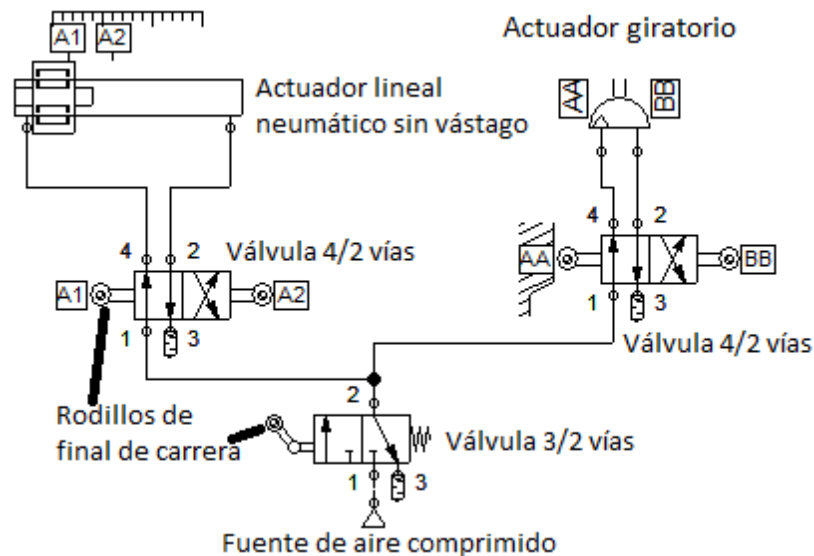 A1 A2
Actuador giratorio
Actuador lineal
neumático sin vástago
AA
BB
4 2
Válvula 4/2 vías
A1
A2
1 3
4 2
AA
BB
1 3
Válvula 4/2 vías
Rodillos de
final de carrera
2
Válvula 3/2 vías
1 3
Fuente de aire comprimido